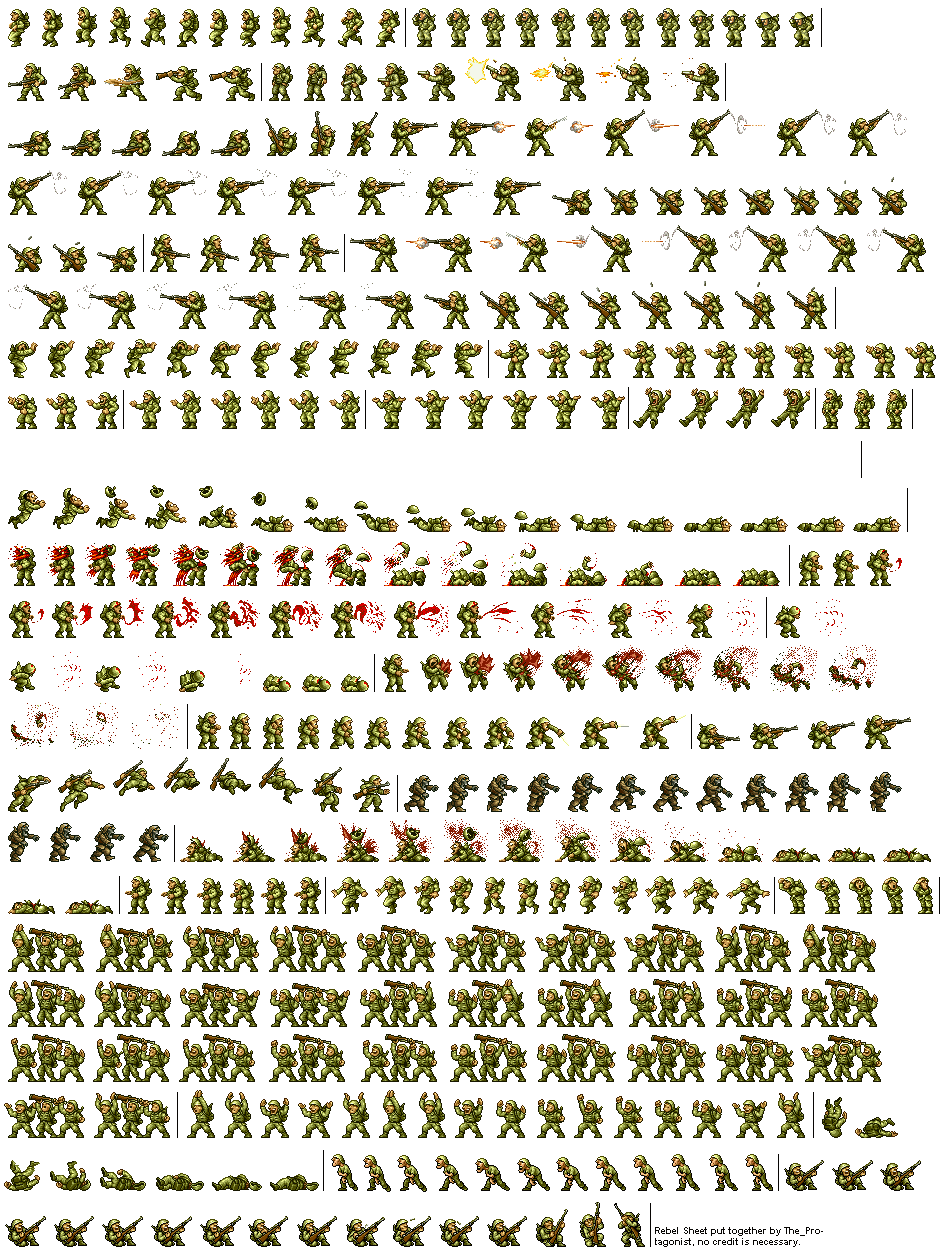 Rebel Sheet put together by The_Pro-
tagonist, no credit is necessary.